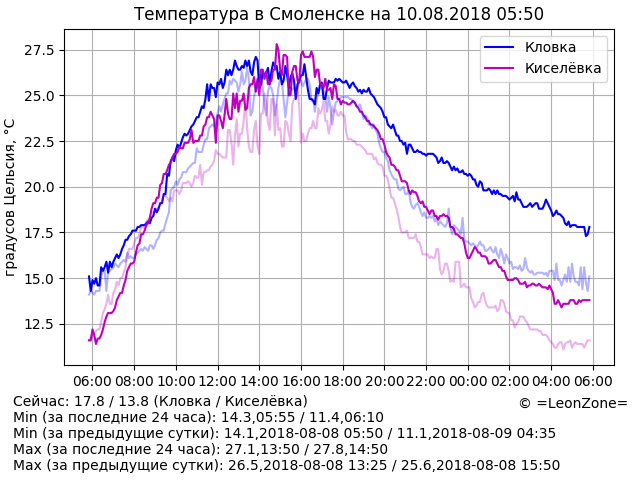 Температура в Смоленске на 10.08.2018 05:50
градусов Цельсия, °C
27.5
25.0
22.5
20.0
17.5
15.0
12.5
Кловка
Киселёвка
06:00 08:00 10:00 12:00 14:00 16:00 18:00 20:00 22:00 00:00 02:00 04:00 06:00
Сейчас: 17.8 / 13.8 (Кловка / Киселёвка)
© =LeonZone=
Min (за последние 24 часа): 14.3,05:55 / 11.4,06:10
Min (за предыдущие сутки): 14.1,2018-08-08 05:50 / 11.1,2018-08-09 04:35
Max (за последние 24 часа): 27.1,13:50 / 27.8,14:50
Max (за предыдущие сутки): 26.5,2018-08-08 13:25 / 25.6,2018-08-08 15:50